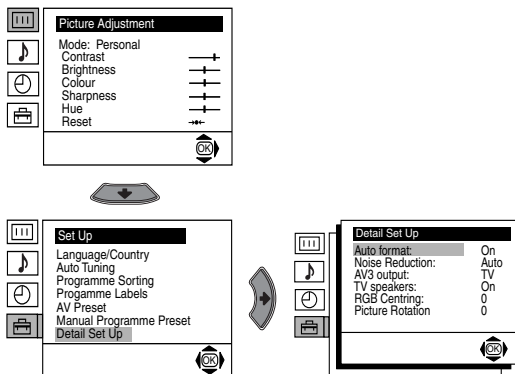 Picture Adjustment
Mode: Personal
Contrast
Brightness
Colour
Sharpness
Hue
Reset
OK
Set Up
Language/Country
Auto Tuning
Programme Sorting
Progamme Labels
AV Preset
Manual Programme Preset
Detail Set Up
OK
Detail Set Up
Auto format: On
Noise Reduction: Auto
AV3 output: TV
TV speakers: On
RGB Centring: 0
Picture Rotation 0
OK